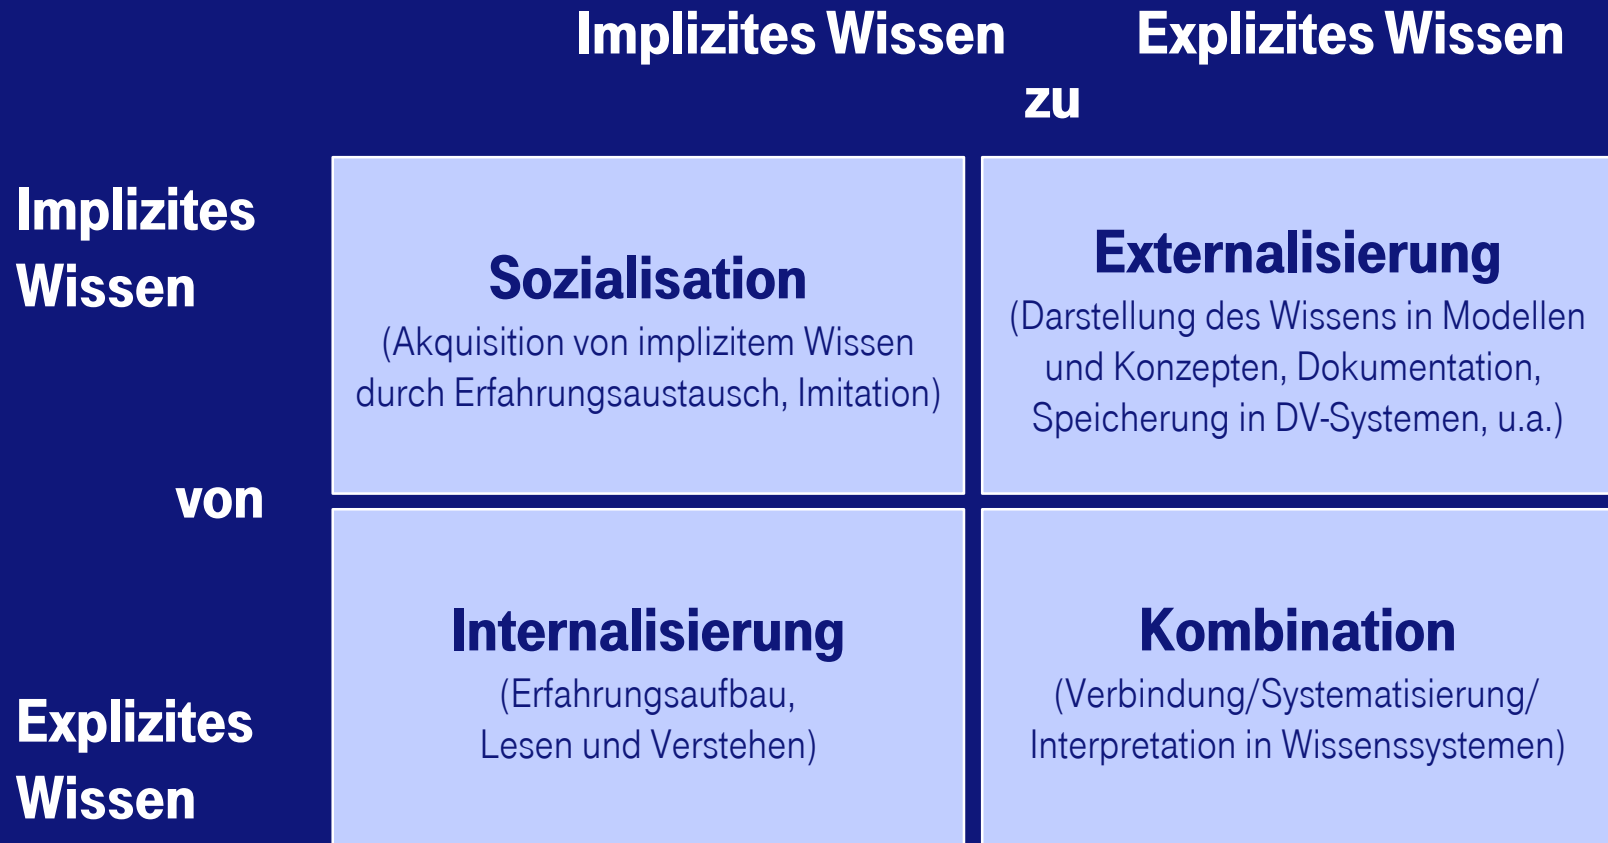 Implizites Wissen Explizites Wissen
zu
Implizites
Wissen
Sozialisation
(Akquisition von implizitem Wissen
durch Erfahrungsaustausch, Imitation)
Externalisierung
(Darstellung des Wissens in Modellen
und Konzepten, Dokumentation,
Speicherung in DV-Systemen, u.a.)
von
Explizites
Wissen
Internalisierung
(Erfahrungsaufbau,
Lesen und Verstehen)
Kombination
(Verbindung/Systematisierung/
Interpretation in Wissenssystemen)